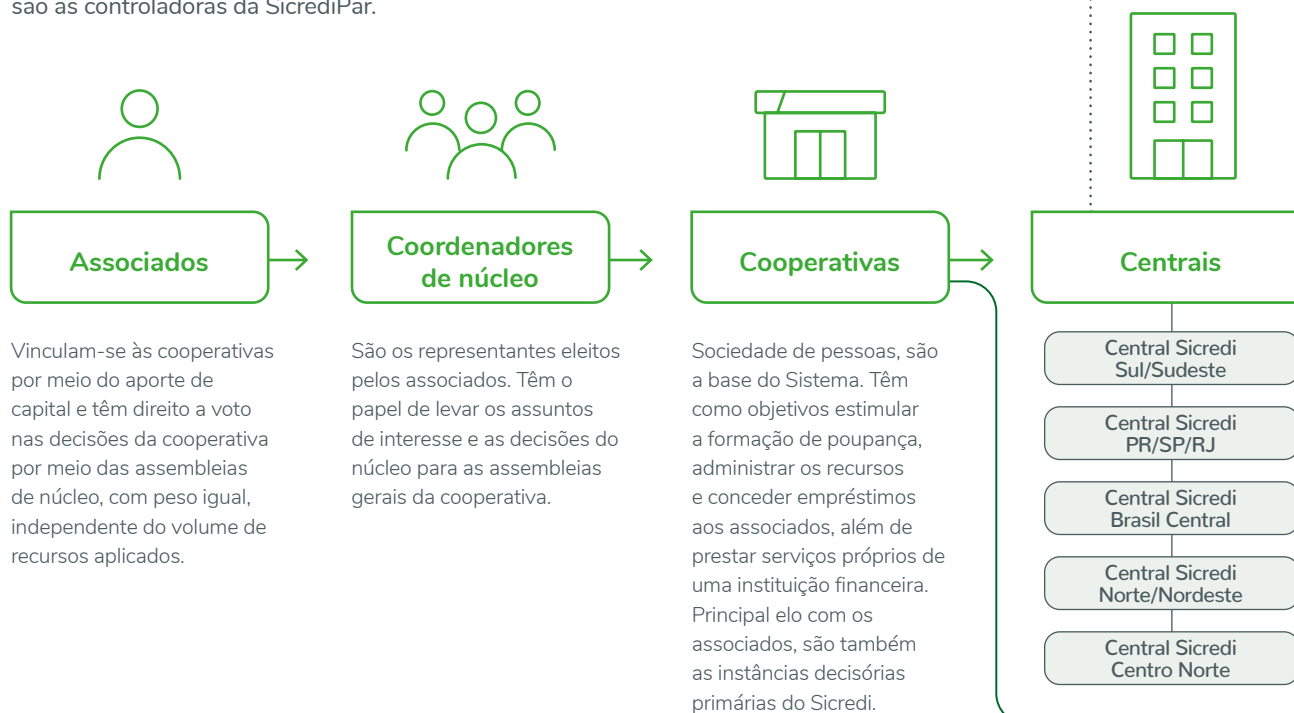 são as controladoras da SicrediPar.
Associados
Vinculam-se às cooperativas
por meio do aporte de
capital e têm direito a voto
nas decisões da cooperativa
por meio das assembleias
de núcleo, com peso igual,
independente do volume de
recursos aplicados.
Coordenadores
de núcleo
São os representantes eleitos
pelos associados. Têm o
papel de levar os assuntos
de interesse e as decisões do
núcleo para as assembleias
gerais da cooperativa.
Cooperativas
Sociedade de pessoas, são
a base do Sistema. Têm
como objetivos estimular
a formação de poupança,
administrar os recursos
e conceder empréstimos
aos associados, além de
prestar serviços próprios de
uma instituição financeira.
Principal elo com os
associados, são também
as instâncias decisórias
primárias do Sicredi.
Centrais
Central Sicredi
Sul/Sudeste
Central Sicredi
PR/SP/RJ
Central Sicredi
Brasil Central
Central Sicredi
Norte/Nordeste
Central Sicredi
Centro Norte